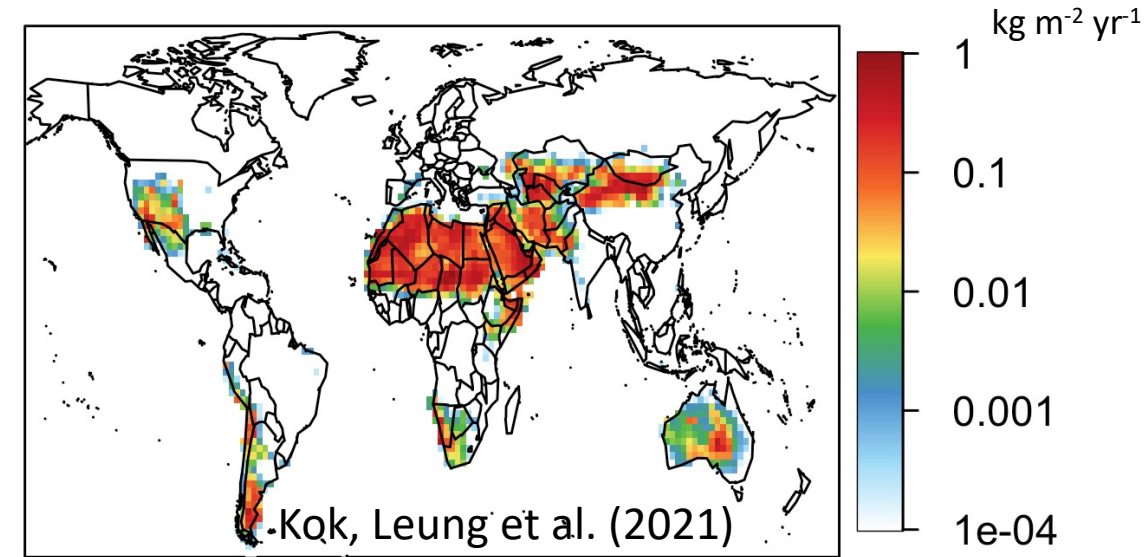 kg m⁻² yr⁻¹
1
0.1
0.01
0.001
1e-04
Kok, Leung et al. (2021)